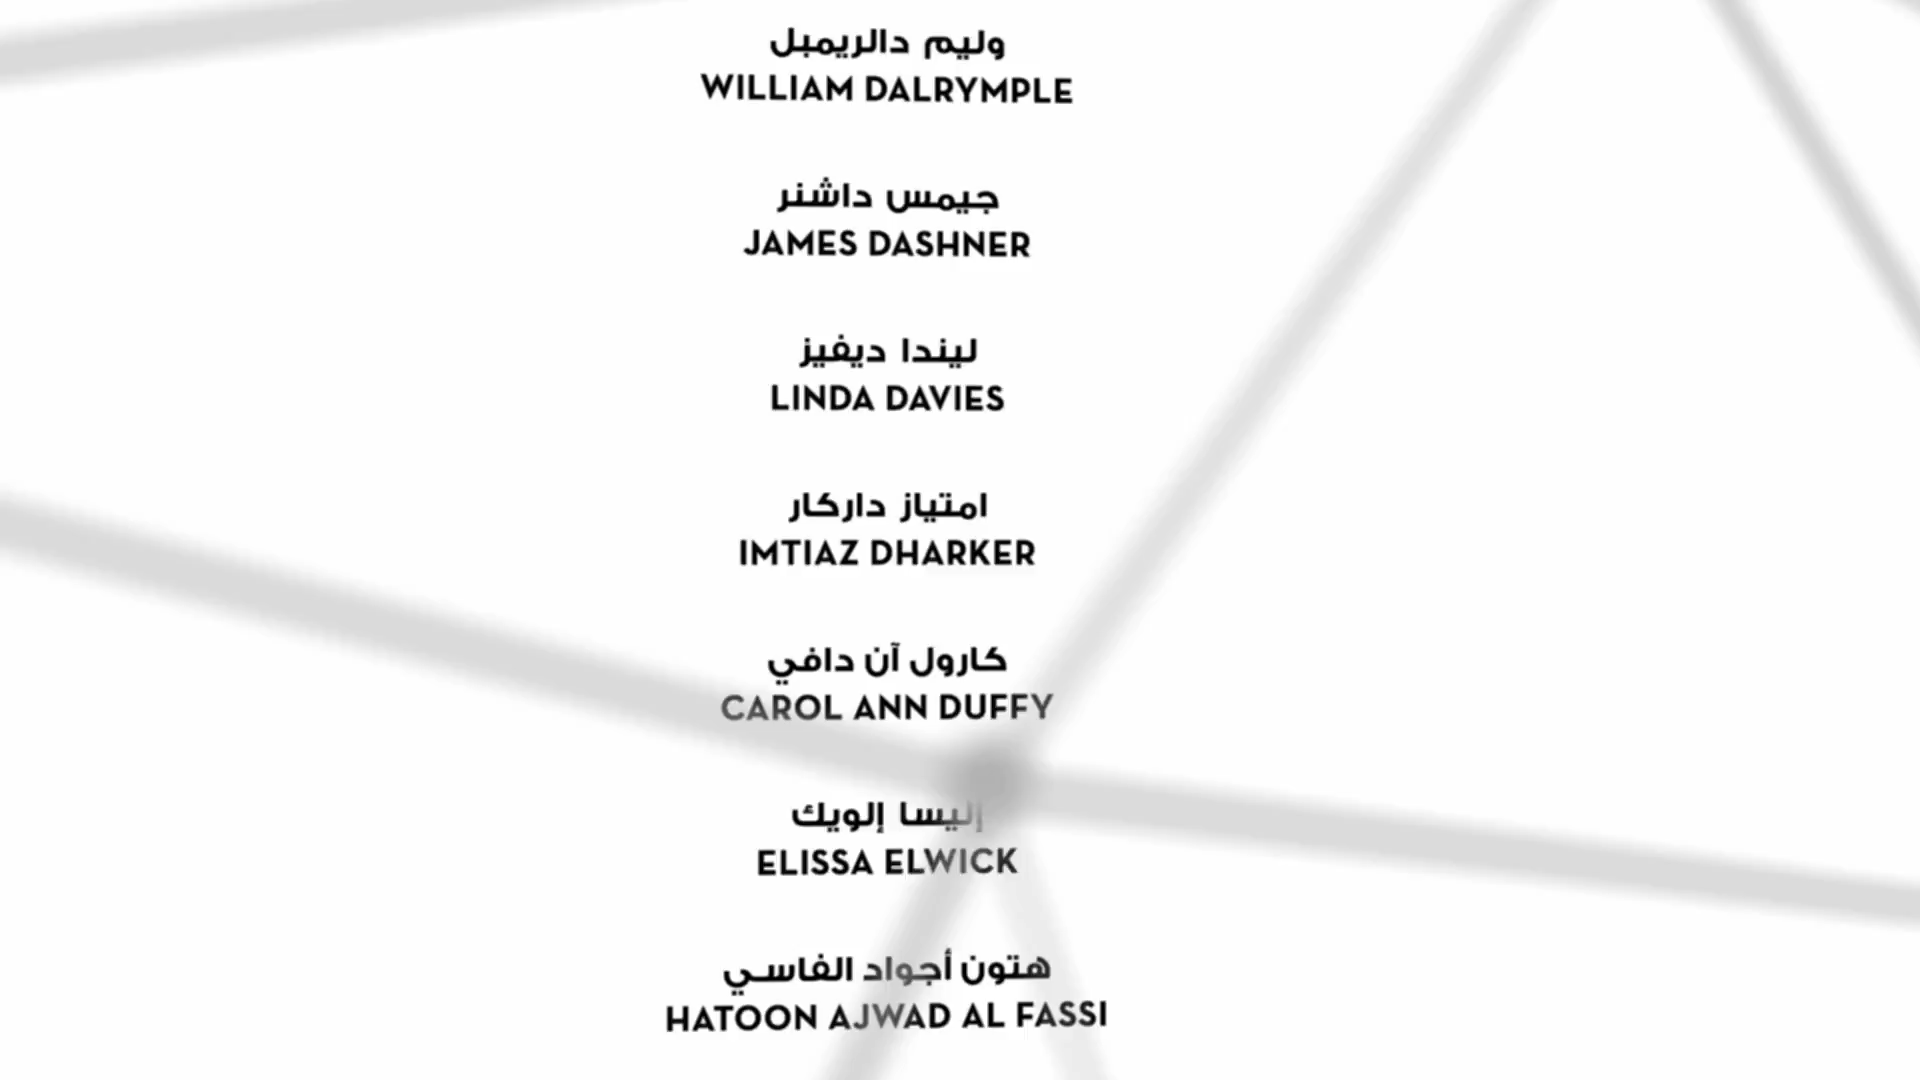 وليم دالريمبل
WILLIAM DALRYMPLE
جيمس داشنر
JAMES DASHNER
ليندا ديفيز
LINDA DAVIES
امتياز داركار
IMTIAZ DHARKER
كارول آن دافي
CAROL ANN DUFFY
إليسا إلويك
ELISSA ELWICK
هتون أجواد الفاسي
HATOON AJWAD AL FASSI